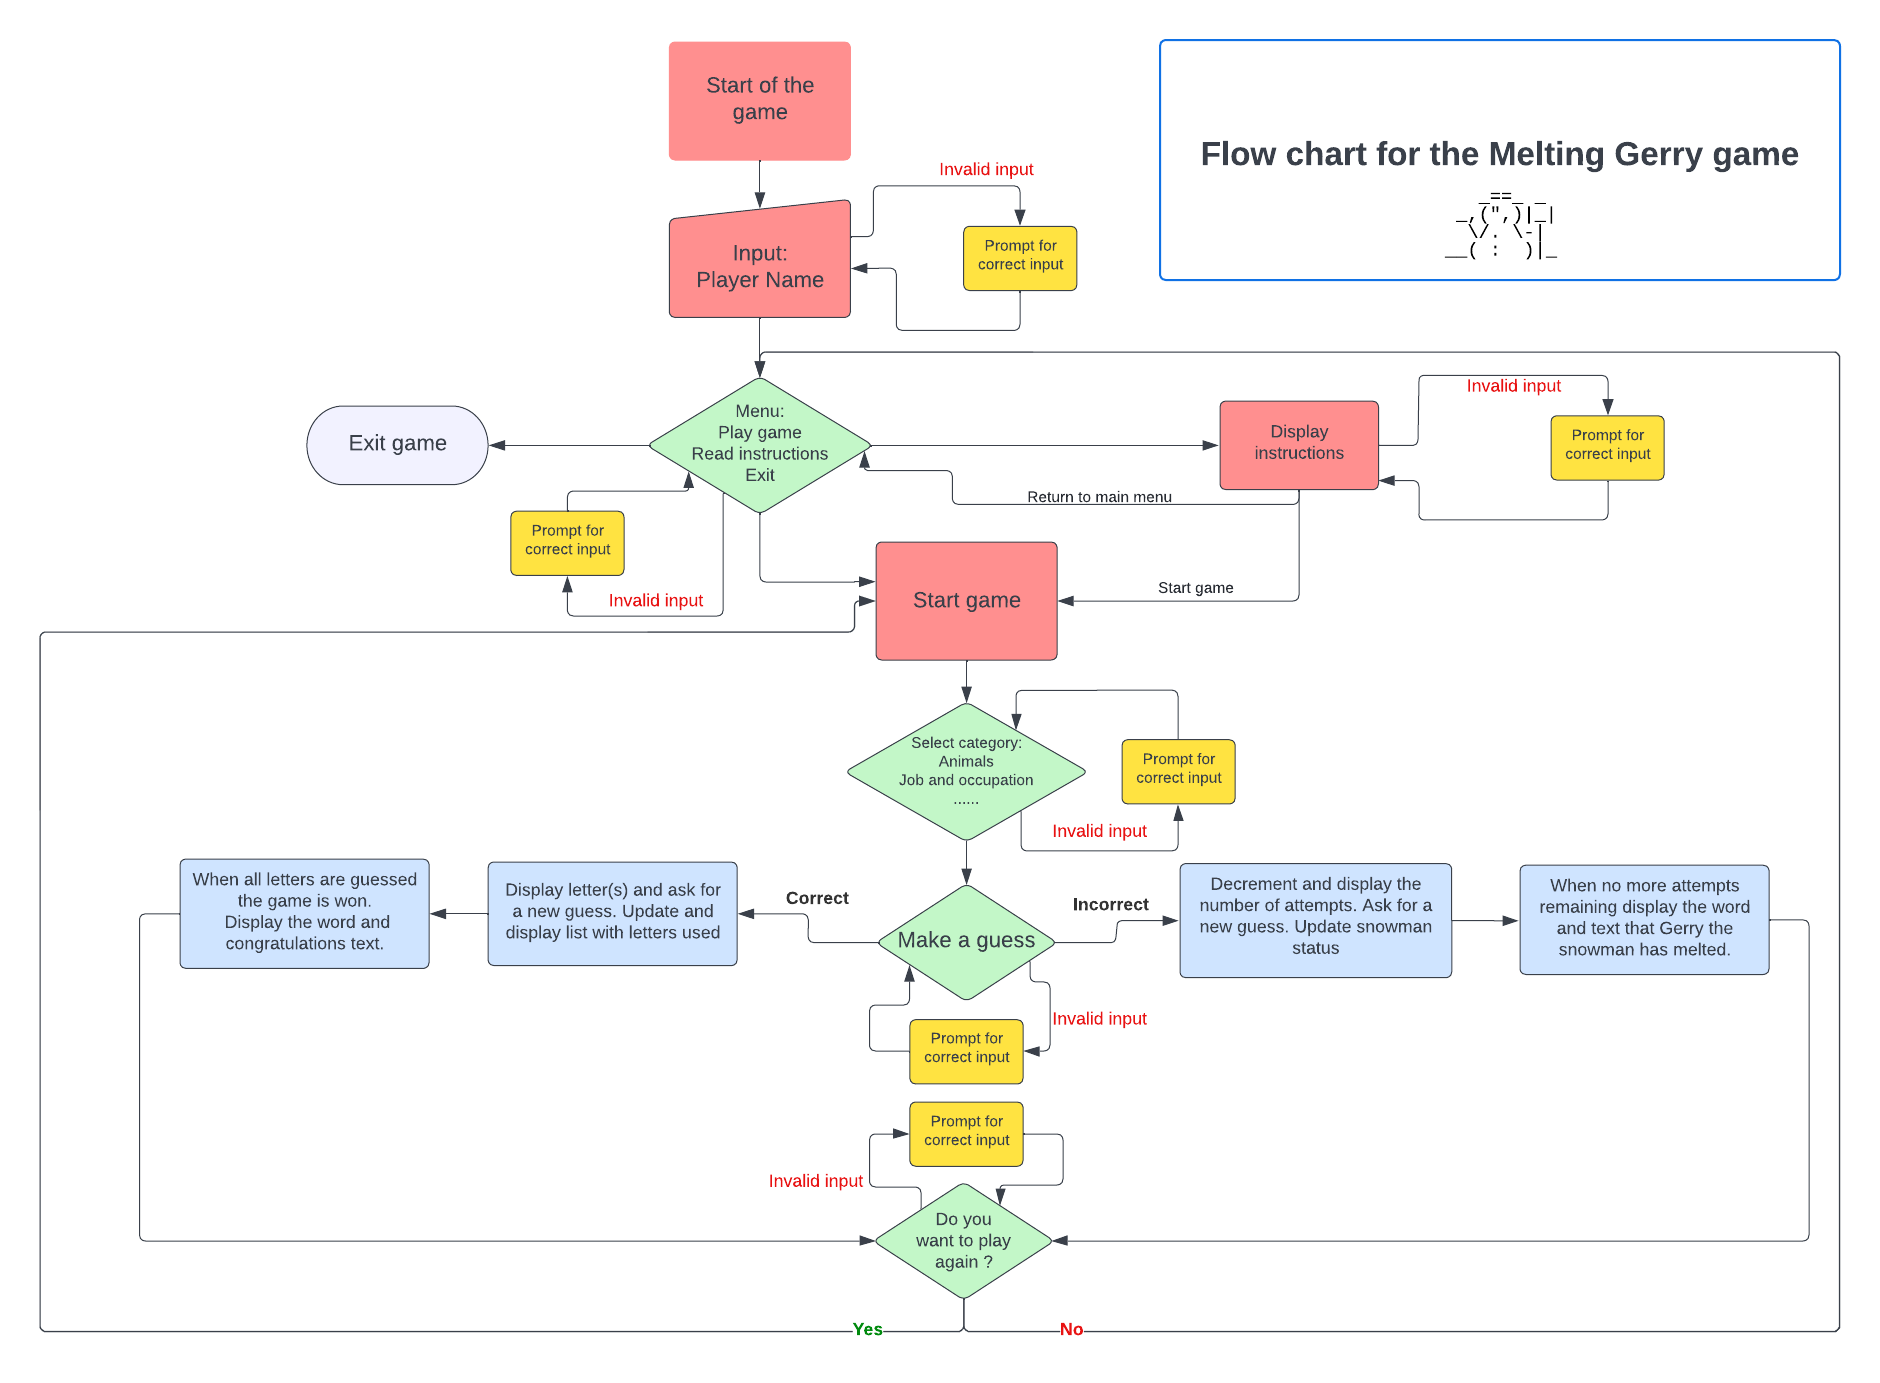 Start of the
game
Flow chart for the Melting Gerry game
_==_ _
_,(",)|_|
\/. \-|
__( : )|_
Invalid input
Input:
Player Name
Prompt for
correct input
Menu:
Play game
Read instructions
Exit
Exit game
Display
instructions
Invalid input
Prompt for
correct input
Return to main menu
Prompt for
correct input
Invalid input
Start game
Start game
Select category:
Animals
Job and occupation
......
Prompt for
correct input
Invalid input
When all letters are guessed
the game is won.
Display the word and
congratulations text.
Display letter(s) and ask for
a new guess. Update and
display list with letters used
Correct
Make a guess
Incorrect
Decrement and display the
number of attempts. Ask for a
new guess. Update snowman
status
When no more attempts
remaining display the word
and text that Gerry the
snowman has melted.
Invalid input
Prompt for
correct input
Prompt for
correct input
Invalid input
Do you
want to play
again ?
Yes
No